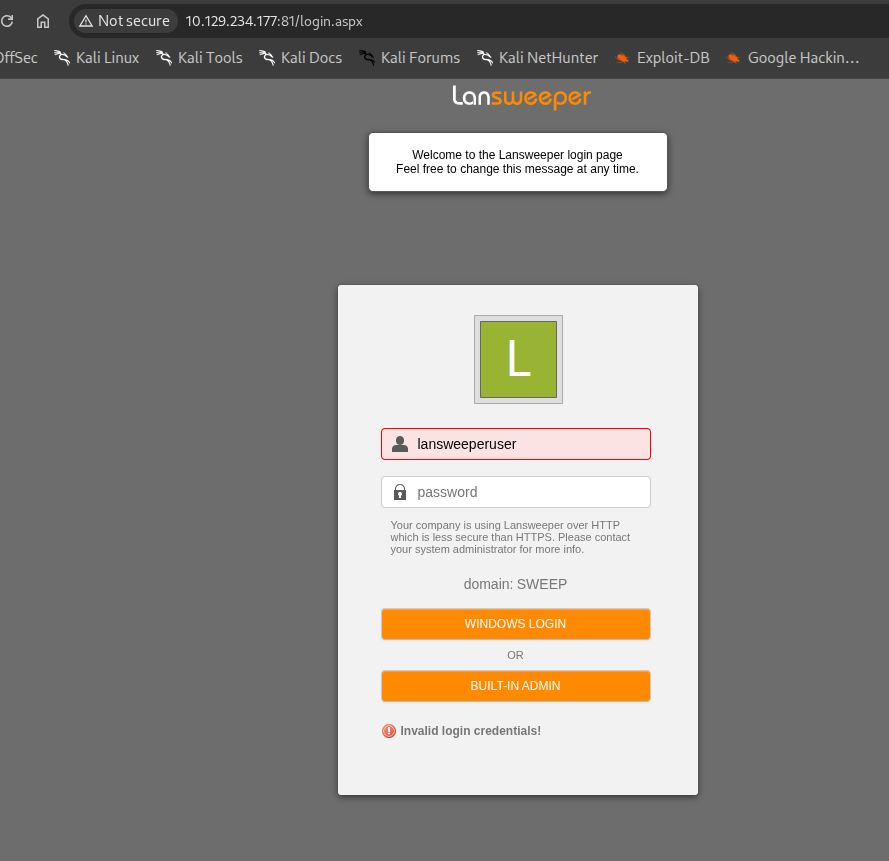 Not secure 10.129.234.177:81/login.aspx
OffSec Kali Linux Kali Tools Kali Docs Kali Forums Kali NetHunter Exploit-DB Google Hackin…
Lansweeper
Welcome to the Lansweeper login page
Feel free to change this message at any time.
L
lansweeperuser
password
Your company is using Lansweeper over HTTP
which is less secure than HTTPS. Please contact
your system administrator for more info.
domain: SWEEP
WINDOWS LOGIN
OR
BUILT-IN ADMIN
Invalid login credentials!